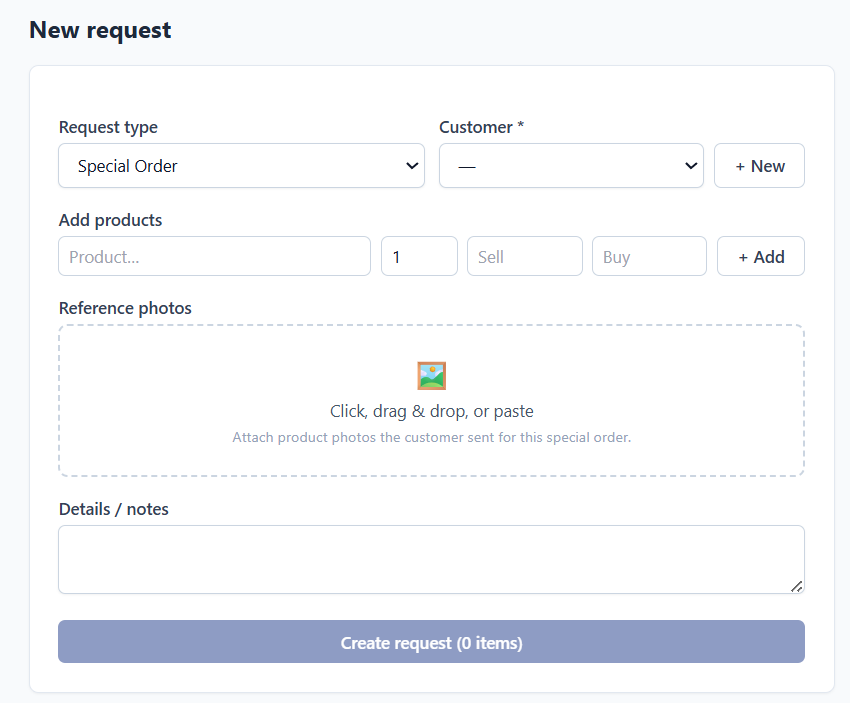 New request
Request type
Customer *
Special Order
—
+ New
Add products
Product...
1
Sell
Buy
+ Add
Reference photos
Click, drag & drop, or paste
Attach product photos the customer sent for this special order.
Details / notes
Create request (0 items)